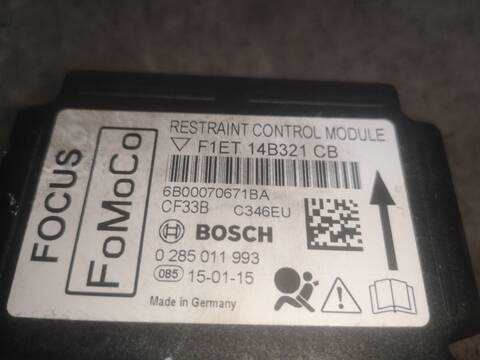 FOCUS
FoMoCo
RESTRAINT CONTROL MODULE
F1ET 14B321 CB
6B00070671BA
CF33B C346EU
BOSCH
0 285 011 993
085 15-01-15
Made in Germany